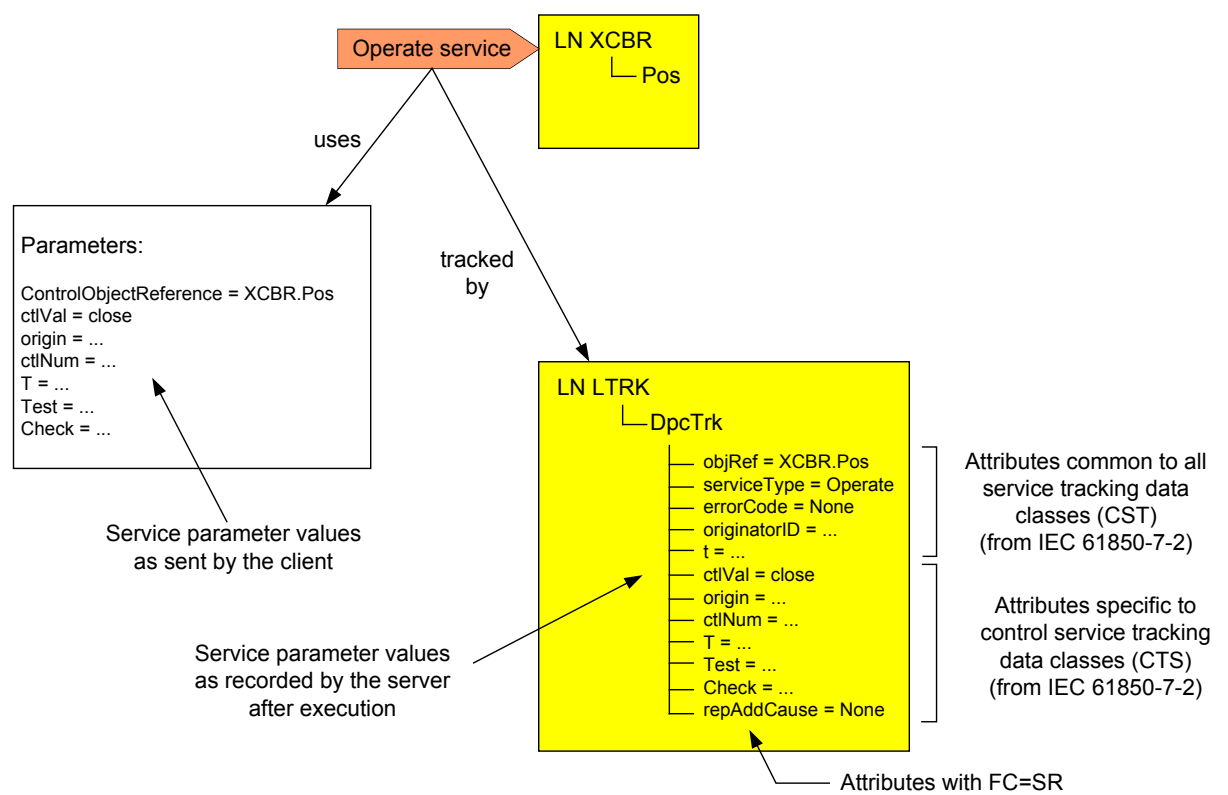 Operate service
LN XCBR
Pos
uses
Parameters:
ControlObjectReference = XCBR.Pos
ctlVal = close
origin = ...
ctlNum = ...
T = ...
Test = ...
Check = ...
Service parameter values
as sent by the client
tracked
by
LN LTRK
DpcTrk
objRef = XCBR.Pos
serviceType = Operate
errorCode = None
originatorID = ...
t = ...
ctlVal = close
origin = ...
ctlNum = ...
T = ...
Test = ...
Check = ...
repAddCause = None
Attributes common to all
service tracking data
classes (CST)
(from IEC 61850-7-2)
Attributes specific to
control service tracking
data classes (CTS)
(from IEC 61850-7-2)
Service parameter values
as recorded by the server
after execution
Attributes with FC=SR